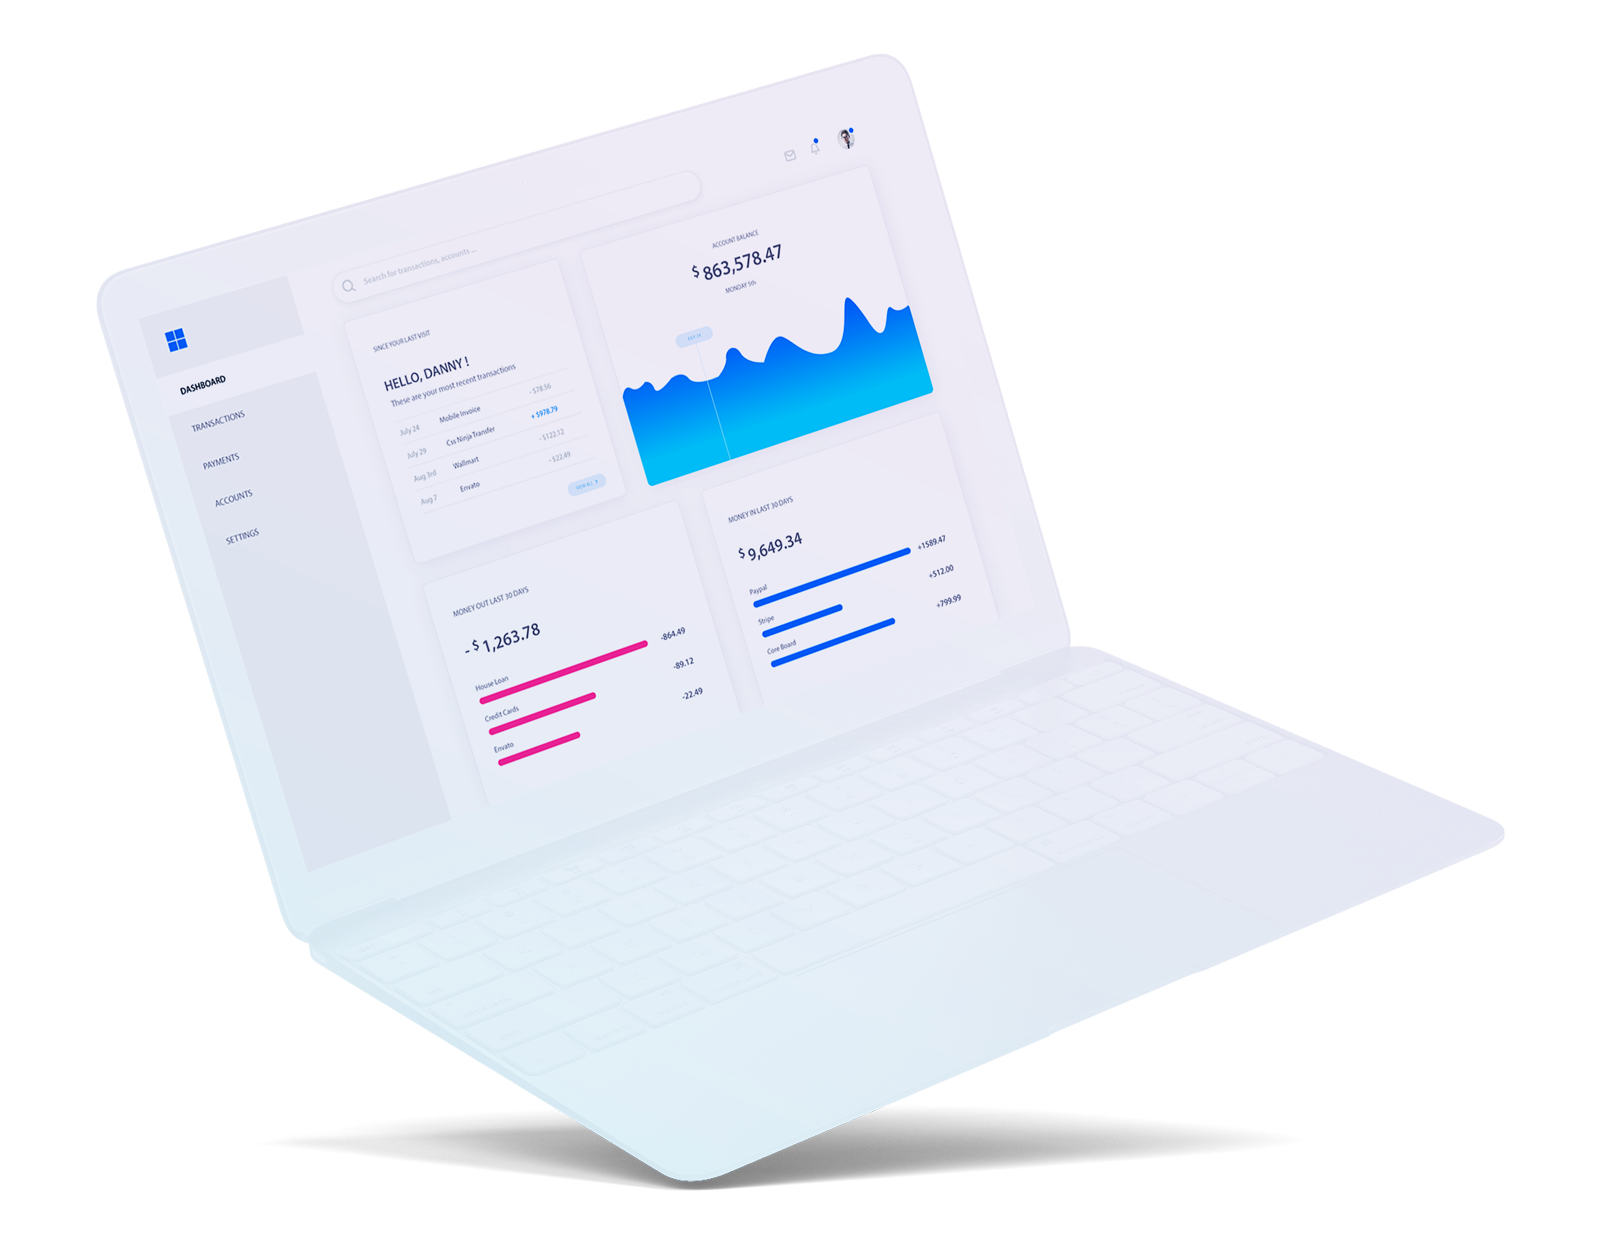 Search for transactions, accounts ...
DASHBOARD
TRANSACTIONS
PAYMENTS
ACCOUNTS
SETTINGS
SINCE YOUR LAST VISIT
HELLO, DANNY !
These are your most recent transactions
July 24 Mobile Invoice - $78.56
July 29 Css Ninja Transfer + $978.79
Aug 3rd Wallmart - $122.12
Aug 7 Envato - $22.49
VIEW ALL
ACCOUNT BALANCE
$ 863,578.47
MONDAY 5th
MONEY OUT LAST 30 DAYS
- $ 1,263.78
House Loan -864.49
Credit Cards -89.12
Envato -22.49
MONEY IN LAST 30 DAYS
$ 9,649.34
Paypal +1589.47
Stripe +512.00
Core Board +799.99